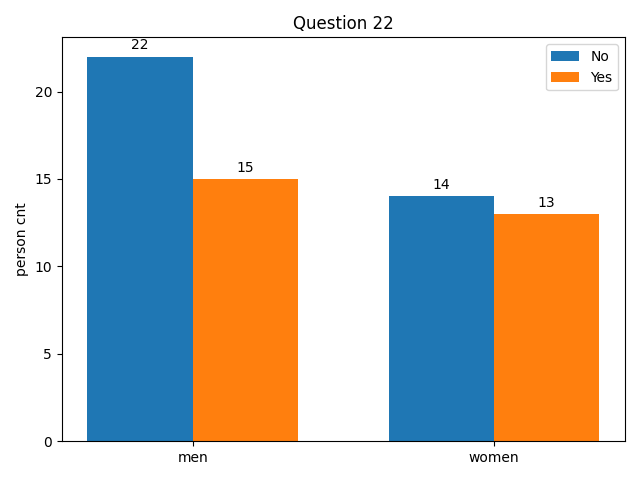 Question 22
22
15
14
13
No
Yes
person cnt
20
15
10
5
0
men
women